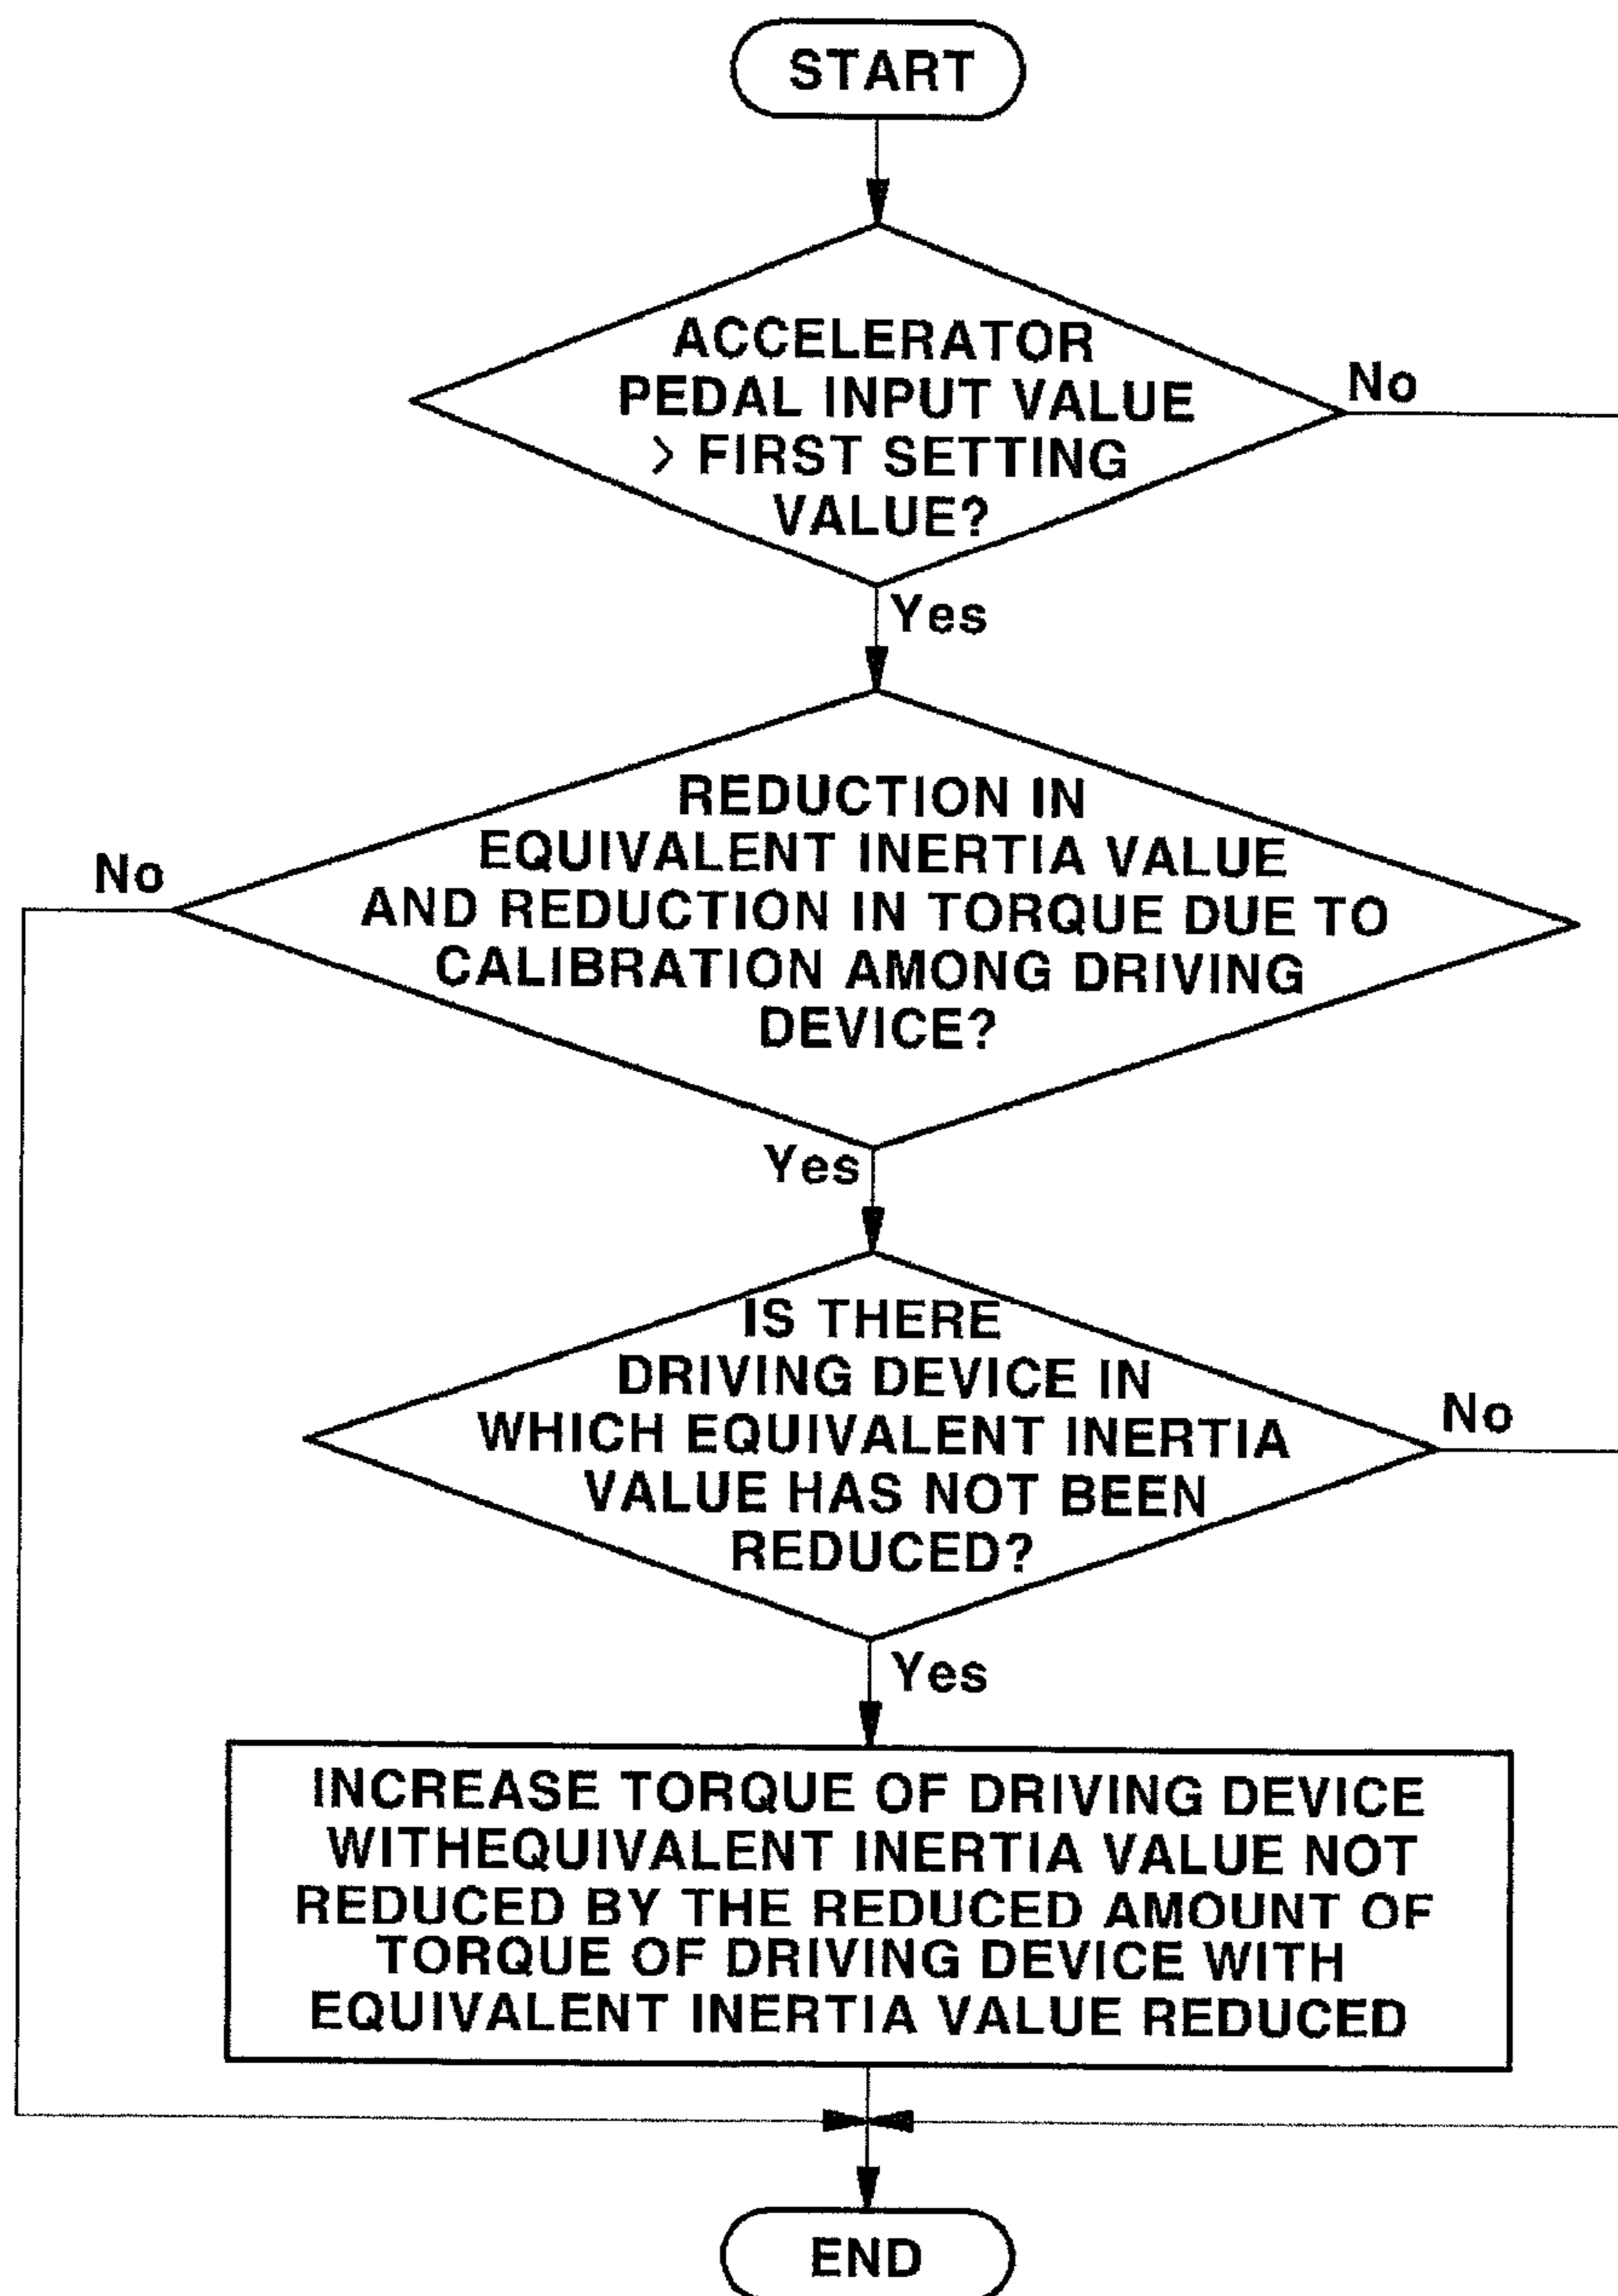 START
ACCELERATOR
PEDAL INPUT VALUE
> FIRST SETTING
VALUE?
No
Yes
REDUCTION IN
EQUIVALENT INERTIA VALUE
AND REDUCTION IN TORQUE DUE TO
CALIBRATION AMONG DRIVING
DEVICE?
No
Yes
IS THERE
DRIVING DEVICE IN
WHICH EQUIVALENT INERTIA
VALUE HAS NOT BEEN
REDUCED?
No
Yes
INCREASE TORQUE OF DRIVING DEVICE
WITHEQUIVALENT INERTIA VALUE NOT
REDUCED BY THE REDUCED AMOUNT OF
TORQUE OF DRIVING DEVICE WITH
EQUIVALENT INERTIA VALUE REDUCED
END